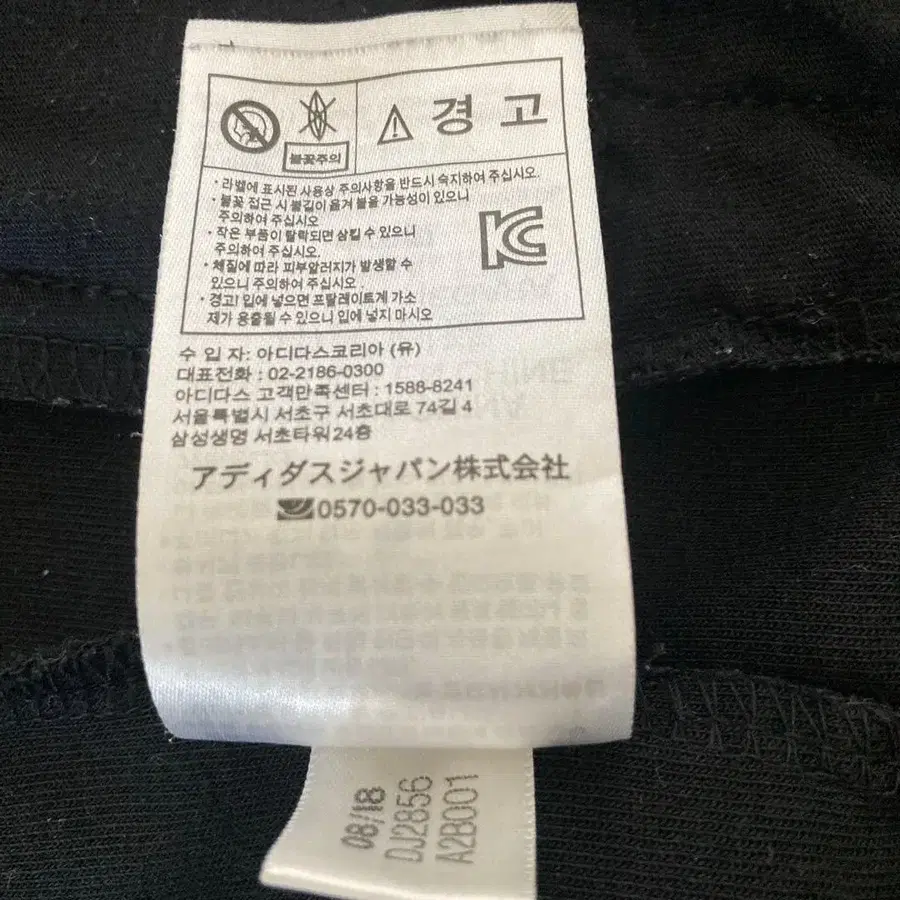 경고
불꽃주의
· 라벨에 표시된 사용상 주의사항을 반드시 숙지하여 주십시오.
· 불꽃 접근 시 불길이 옮겨 붙을 가능성이 있으니
주의하여 주십시오
· 작은 부품이 탈락되면 삼킬 수 있으니
주의하여 주십시오.
· 체질에 따라 피부알러지가 발생할 수
있으니 주의하여 주십시오
· 경고! 입에 넣으면 프탈레이트계 가소
제가 용출될 수 있으니 입에 넣지 마시오
수 입 자: 아디다스코리아 (유)
대표전화 : 02-2186-0300
아디다스 고객만족센터 : 1588-8241
서울특별시 서초구 서초대로 74길 4
삼성생명 서초타워 24층
アディダスジャパン株式会社
0570-033-033
08/18
DJ2856
A2B001